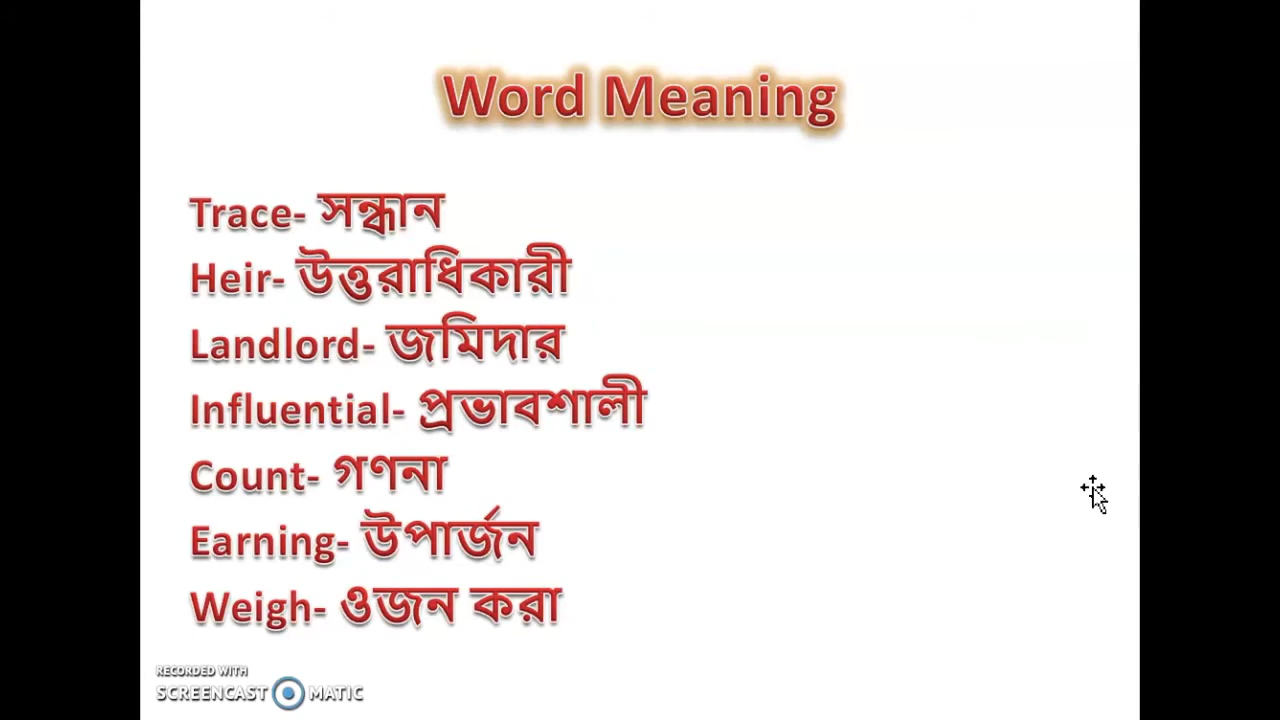 Word Meaning
Trace- সন্ধান
Heir- উত্তরাধিকারী
Landlord- জমিদার
Influential- প্রভাবশালী
Count- গণনা
Earning- উপার্জন
Weigh- ওজন করা
RECORDED WITH
SCREENCAST MATIC